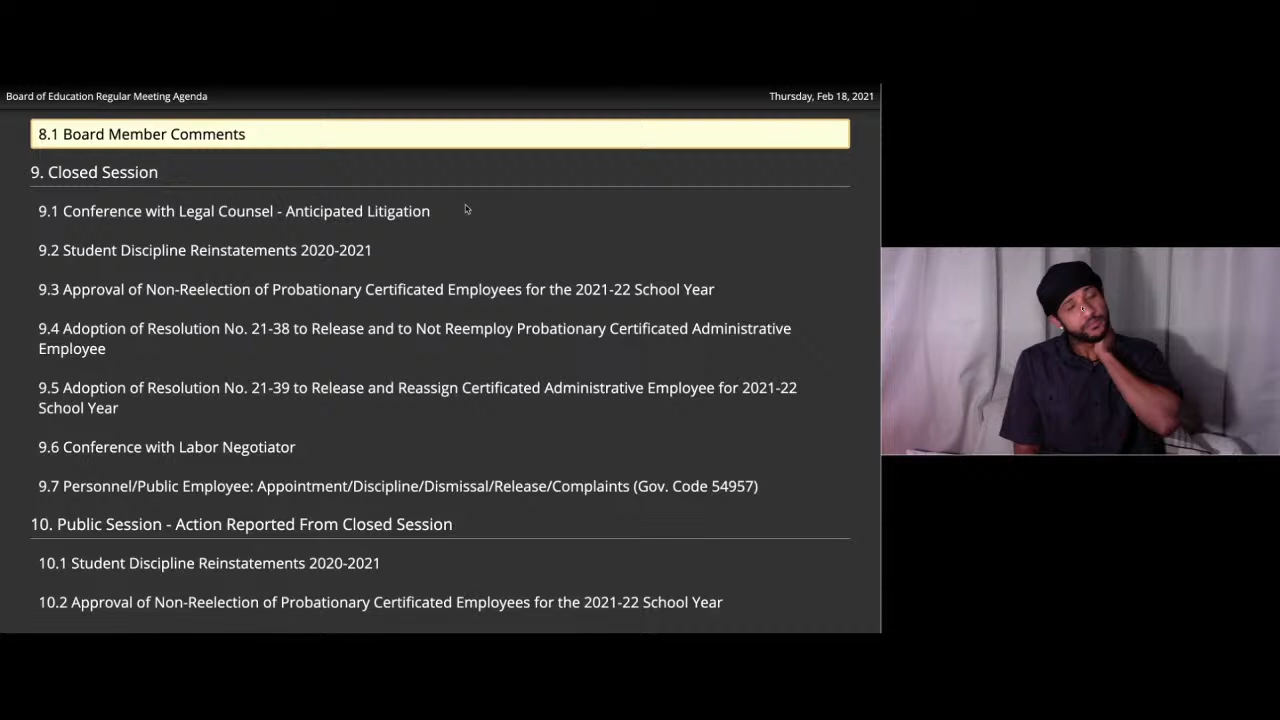 Board of Education Regular Meeting Agenda
Thursday, Feb 18, 2021
8.1 Board Member Comments
9. Closed Session
9.1 Conference with Legal Counsel - Anticipated Litigation
9.2 Student Discipline Reinstatements 2020-2021
9.3 Approval of Non-Reelection of Probationary Certificated Employees for the 2021-22 School Year
9.4 Adoption of Resolution No. 21-38 to Release and to Not Reemploy Probationary Certificated Administrative
Employee
9.5 Adoption of Resolution No. 21-39 to Release and Reassign Certificated Administrative Employee for 2021-22
School Year
9.6 Conference with Labor Negotiator
9.7 Personnel/Public Employee: Appointment/Discipline/Dismissal/Release/Complaints (Gov. Code 54957)
10. Public Session - Action Reported From Closed Session
10.1 Student Discipline Reinstatements 2020-2021
10.2 Approval of Non-Reelection of Probationary Certificated Employees for the 2021-22 School Year